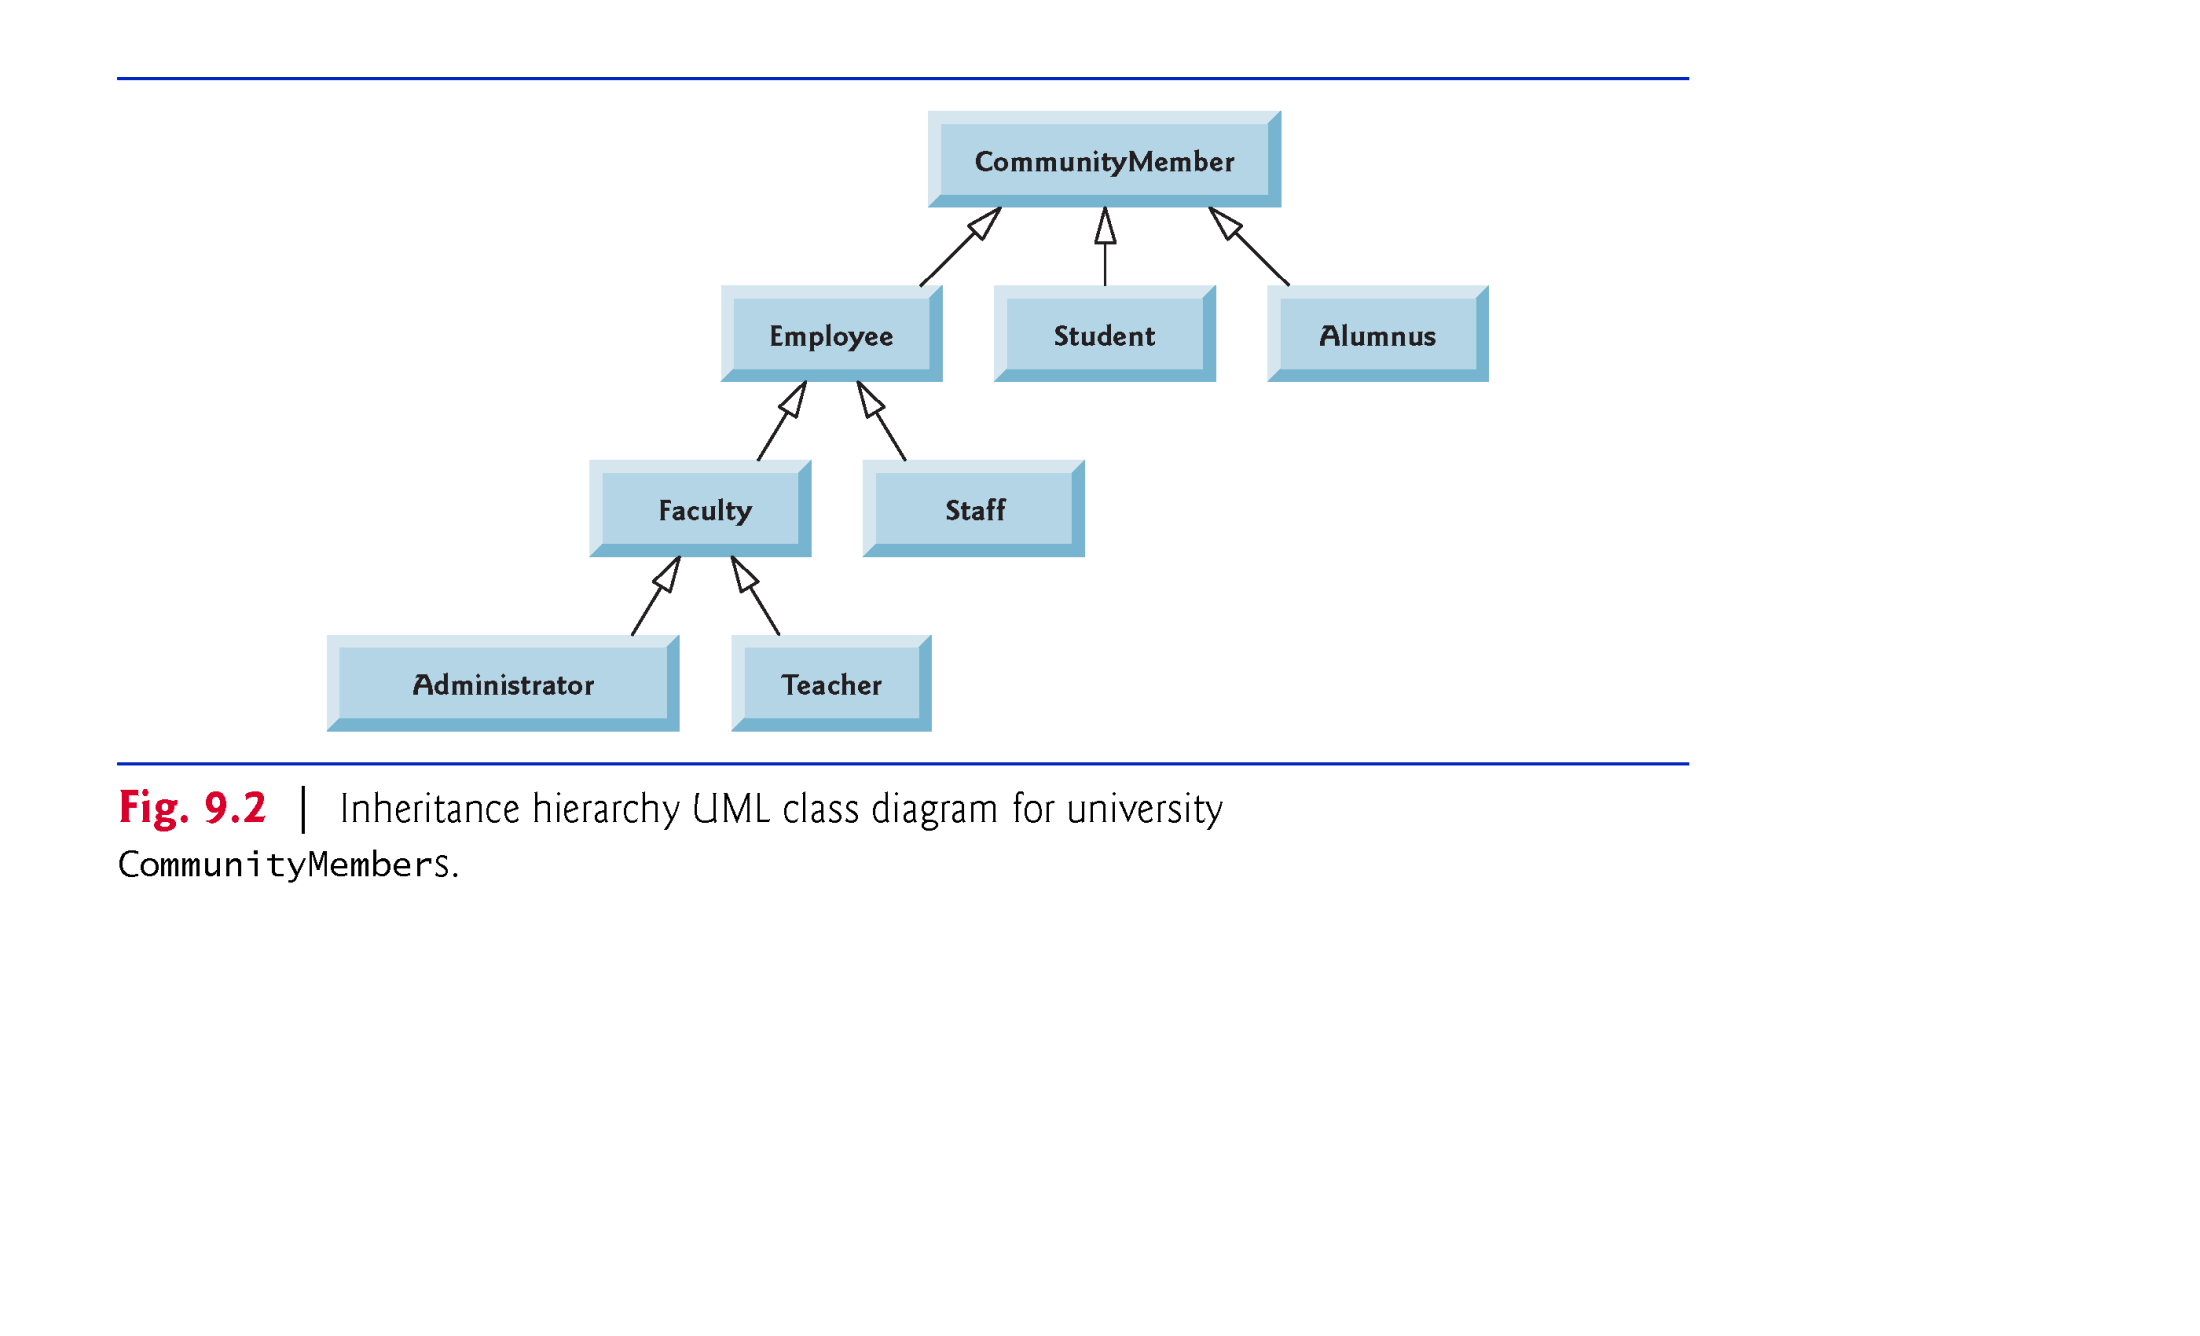 CommunityMember
Employee
Student
Alumnus
Faculty
Staff
Administrator
Teacher
Fig. 9.2 | Inheritance hierarchy UML class diagram for university
CommunityMembers.